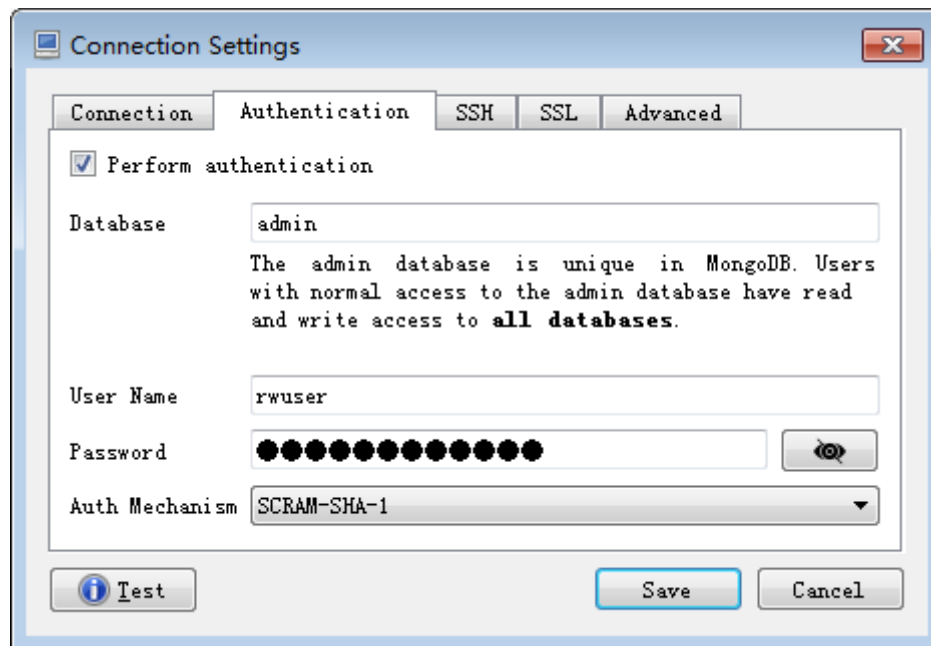 Connection Settings
Connection Authentication SSH SSL Advanced
Perform authentication
Database admin
The admin database is unique in MongoDB. Users
with normal access to the admin database have read
and write access to all databases.
User Name rwuser
Password ●●●●●●●●●●●●
Auth Mechanism SCRAM-SHA-1
Test Save Cancel